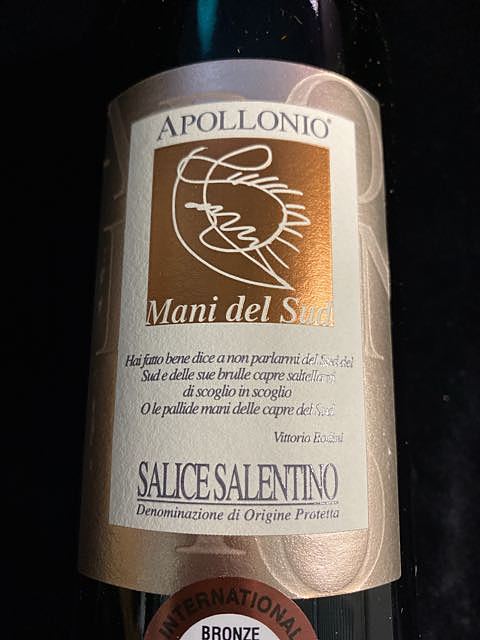 APOLLONIO®
Mani del Sud
Hai fatto bene dice a non parlarmi del Sud del
Sud e delle sue brulle capre saltellanti
di scoglio in scoglio
O le pallide mani delle capre del Sud
Vittorio Bodini
SALICE SALENTINO
Denominazione di Origine Protetta
INTERNATIONAL
BRONZE